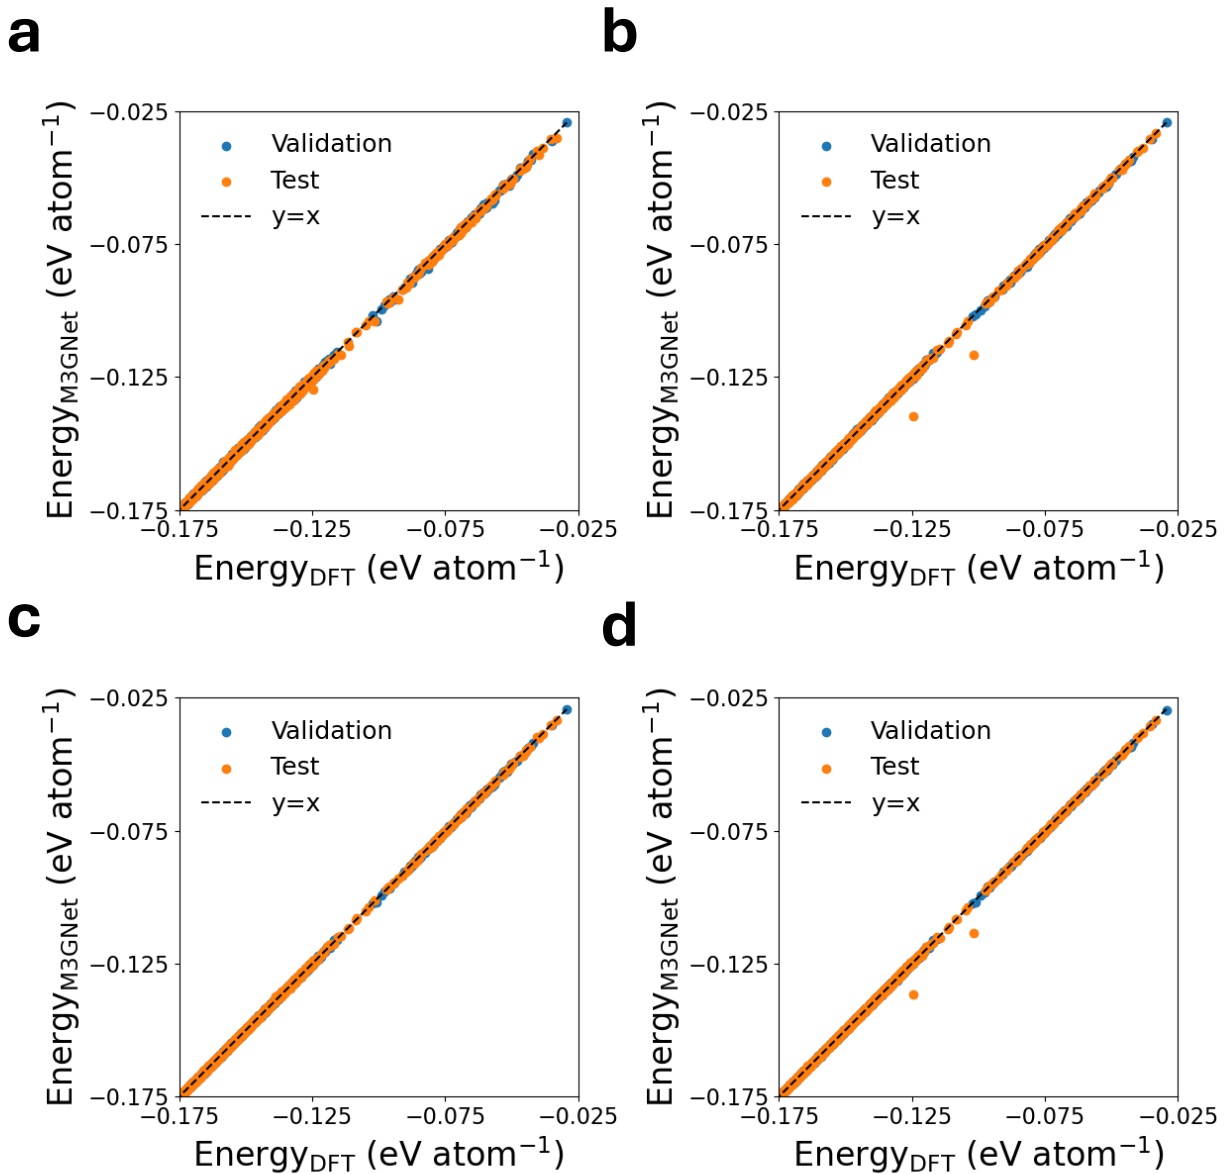 a
−0.025
−0.075
−0.125
−0.175
Energy_M3GNet (eV atom⁻¹)
Validation
Test
y=x
−0.175 −0.125 −0.075 −0.025
Energy_DFT (eV atom⁻¹)
b
−0.025
−0.075
−0.125
−0.175
Energy_M3GNet (eV atom⁻¹)
Validation
Test
y=x
−0.175 −0.125 −0.075 −0.025
Energy_DFT (eV atom⁻¹)
c
−0.025
−0.075
−0.125
−0.175
Energy_M3GNet (eV atom⁻¹)
Validation
Test
y=x
−0.175 −0.125 −0.075 −0.025
Energy_DFT (eV atom⁻¹)
d
−0.025
−0.075
−0.125
−0.175
Energy_M3GNet (eV atom⁻¹)
Validation
Test
y=x
−0.175 −0.125 −0.075 −0.025
Energy_DFT (eV atom⁻¹)